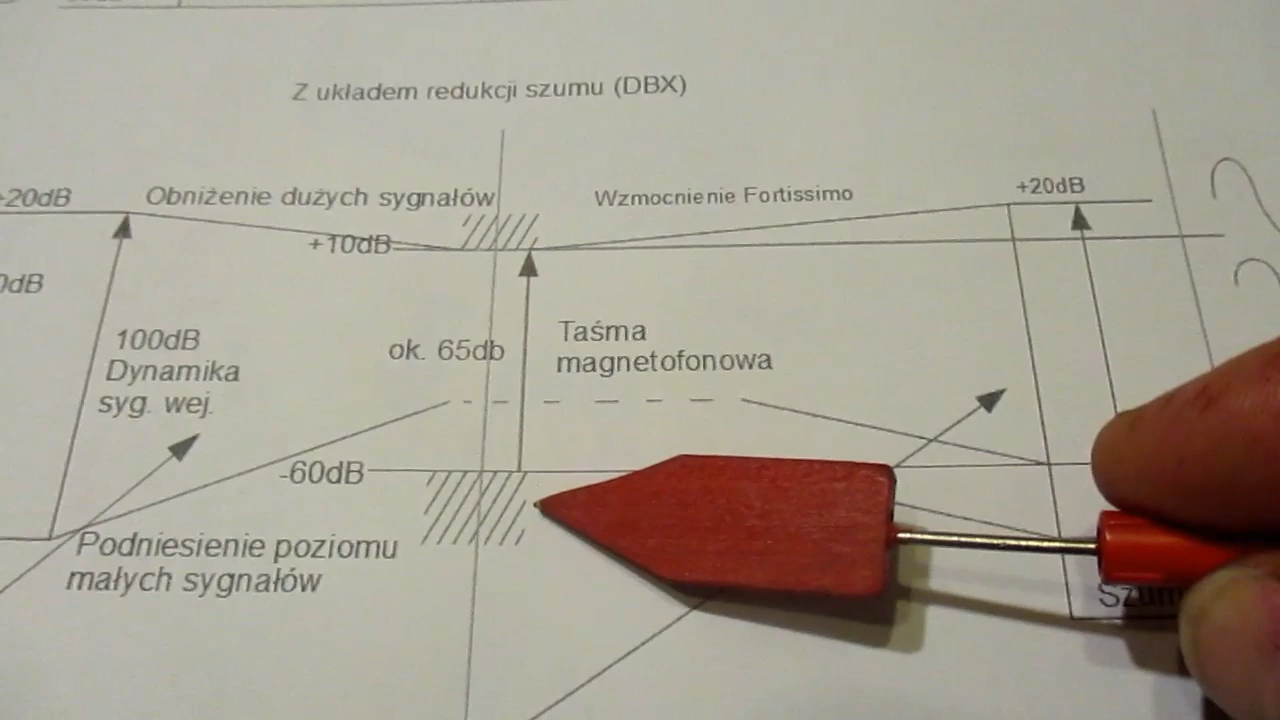 Z układem redukcji szumu (DBX)
+20dB
Obniżenie dużych sygnałów
Wzmocnienie Fortissimo
+20dB
+10dB
0dB
100dB
Dynamika
syg. wej.
ok. 65db
Taśma
magnetofonowa
-60dB
Podniesienie poziomu
małych sygnałów